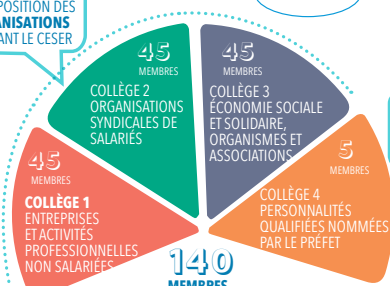 POSITION DES
ANISATIONS
ANT LE CESER
45
MEMBRES
COLLÈGE 2
ORGANISATIONS
SYNDICALES DE
SALARIÉS
45
MEMBRES
COLLÈGE 3
ÉCONOMIE SOCIALE
ET SOLIDAIRE,
ORGANISMES ET
ASSOCIATIONS
45
MEMBRES
COLLÈGE 1
ENTREPRISES
ET ACTIVITÉS
PROFESSIONNELLES
NON SALARIÉES
5
MEMBRES
COLLÈGE 4
PERSONNALITÉS
QUALIFIÉES NOMMÉES
PAR LE PRÉFET
140
MEMBRES